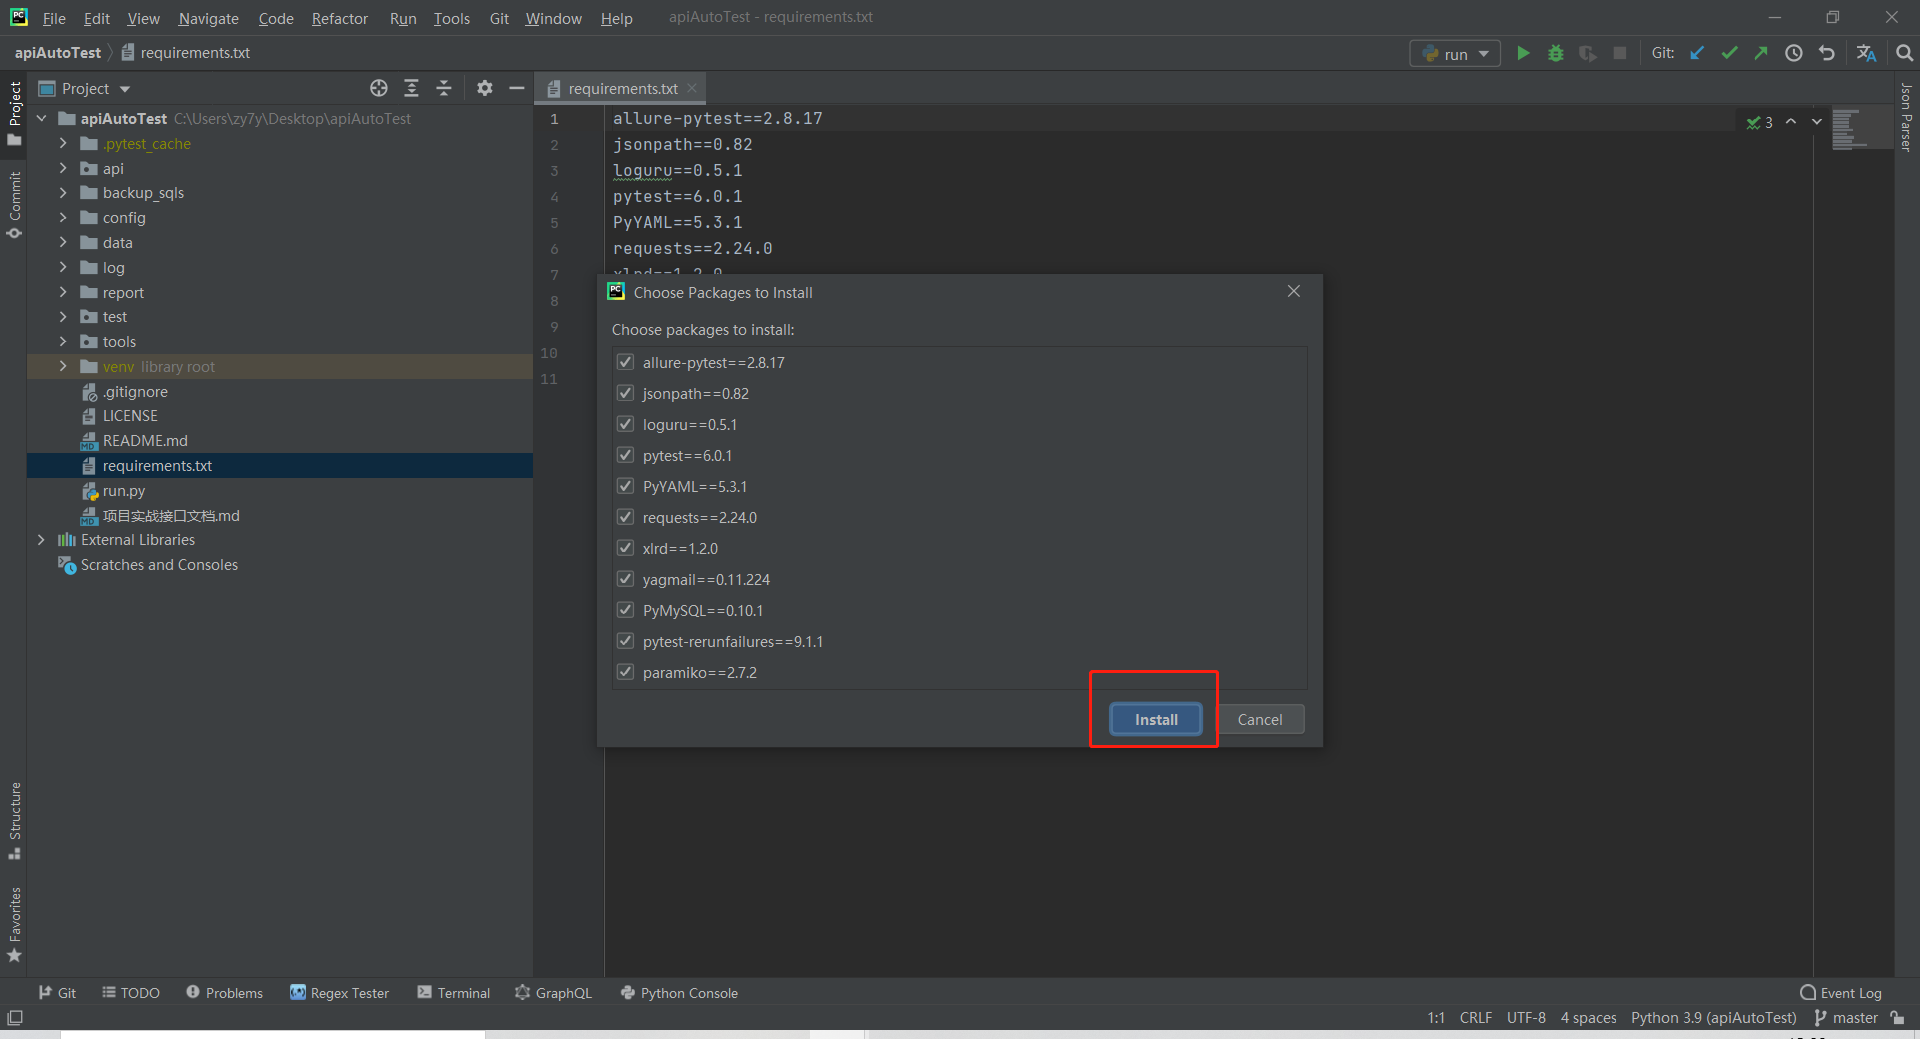 File Edit View Navigate Code Refactor Run Tools Git Window Help apiAutoTest - requirements.txt
apiAutoTest requirements.txt run Git:
Project
requirements.txt
apiAutoTest C:\Users\zy7y\Desktop\apiAutoTest
.pytest_cache
api
backup_sqls
config
data
log
report
test
tools
venv library root
.gitignore
LICENSE
README.md
requirements.txt
run.py
项目实战接口文档.md
External Libraries
Scratches and Consoles
Project
Commit
Structure
Favorites
1 allure-pytest==2.8.17
2 jsonpath==0.82
3 loguru==0.5.1
4 pytest==6.0.1
5 PyYAML==5.3.1
6 requests==2.24.0
7 xlrd==1.2.0
8
9
10
11
3
Json Parser
Choose Packages to Install
Choose packages to install:
allure-pytest==2.8.17
jsonpath==0.82
loguru==0.5.1
pytest==6.0.1
PyYAML==5.3.1
requests==2.24.0
xlrd==1.2.0
yagmail==0.11.224
PyMySQL==0.10.1
pytest-rerunfailures==9.1.1
paramiko==2.7.2
Install Cancel
Git TODO Problems Regex Tester Terminal GraphQL Python Console Event Log
1:1 CRLF UTF-8 4 spaces Python 3.9 (apiAutoTest) master